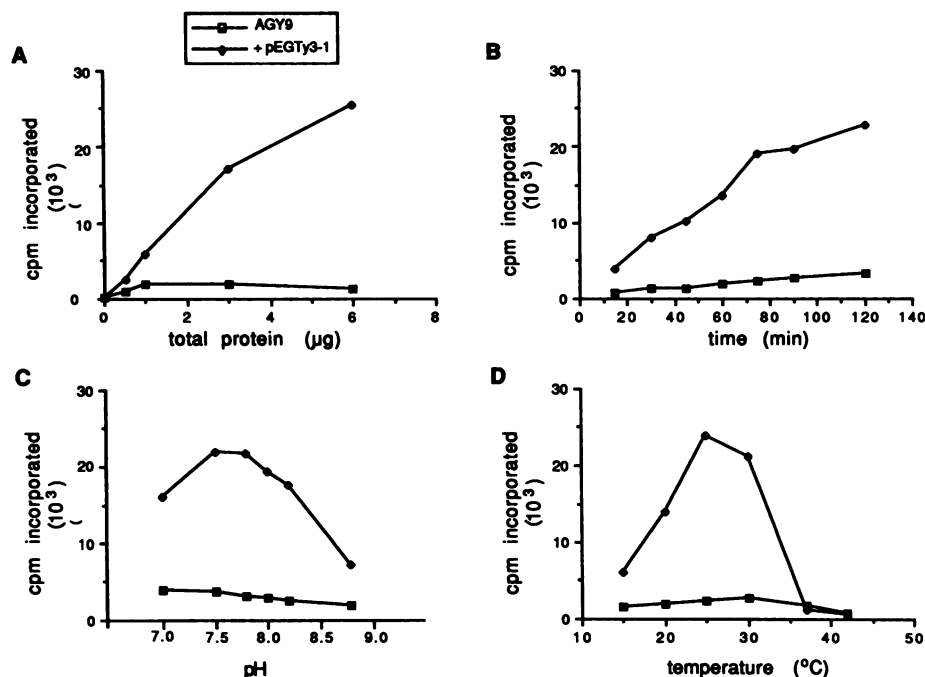 AGY9
+ pEGTy3-1
A
30
20
10
0
cpm incorporated
(10³)
0 2 4 6 8
total protein (µg)
B
30
20
10
0
cpm incorporated
(10³)
0 20 40 60 80 100 120 140
time (min)
C
30
20
10
0
cpm incorporated
(10³)
7.0 7.5 8.0 8.5 9.0
pH
D
30
20
10
0
cpm incorporated
(10³)
10 20 30 40 50
temperature (°C)